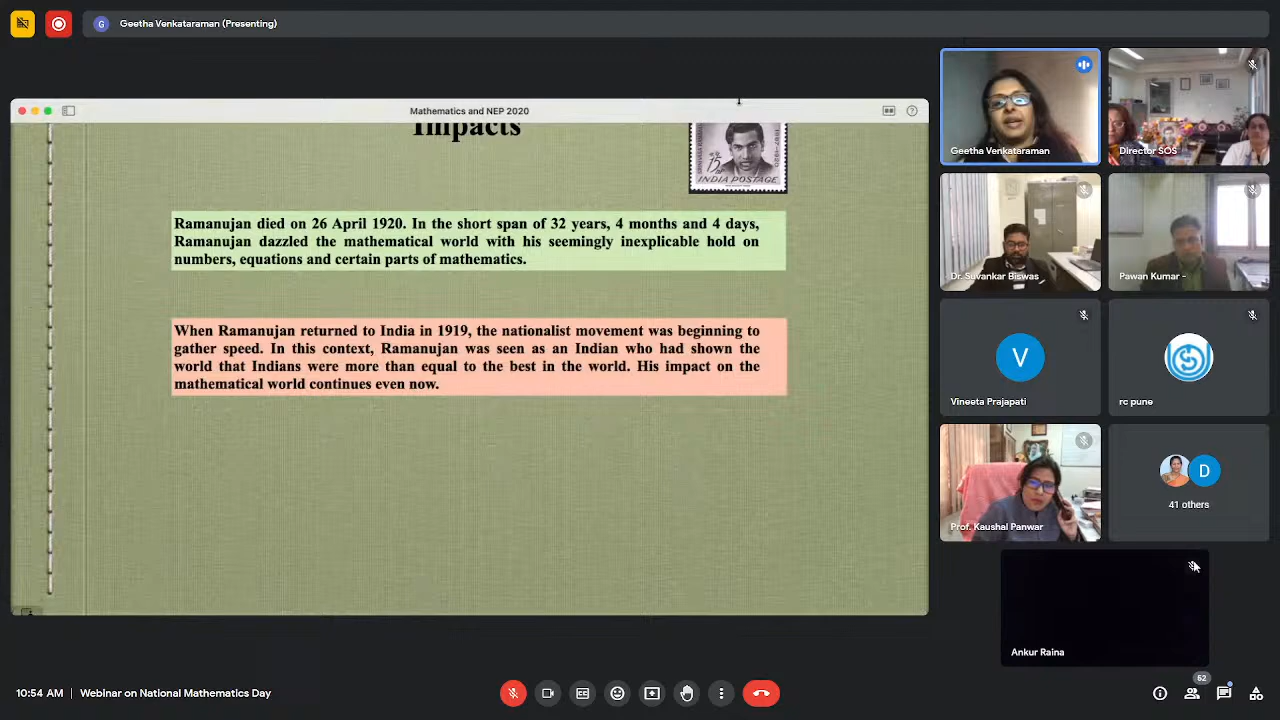 Geetha Venkataraman (Presenting)
G
Mathematics and NEP 2020
Impacts
15
1887-1920
INDIA POSTAGE
Ramanujan died on 26 April 1920. In the short span of 32 years, 4 months and 4 days,
Ramanujan dazzled the mathematical world with his seemingly inexplicable hold on
numbers, equations and certain parts of mathematics.
When Ramanujan returned to India in 1919, the nationalist movement was beginning to
gather speed. In this context, Ramanujan was seen as an Indian who had shown the
world that Indians were more than equal to the best in the world. His impact on the
mathematical world continues even now.
Geetha Venkataraman
Director SOS
Dr. Suvankar Biswas
Pawan Kumar -
V
Vineeta Prajapati
rc pune
Prof. Kaushal Panwar
D
41 others
Ankur Raina
10:54 AM | Webinar on National Mathematics Day
62